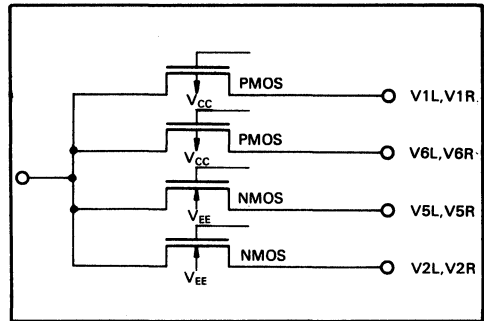 PMOS
V1L,V1R
VCC
PMOS
V6L,V6R
VCC
NMOS
V5L,V5R
VEE
NMOS
V2L,V2R
VEE